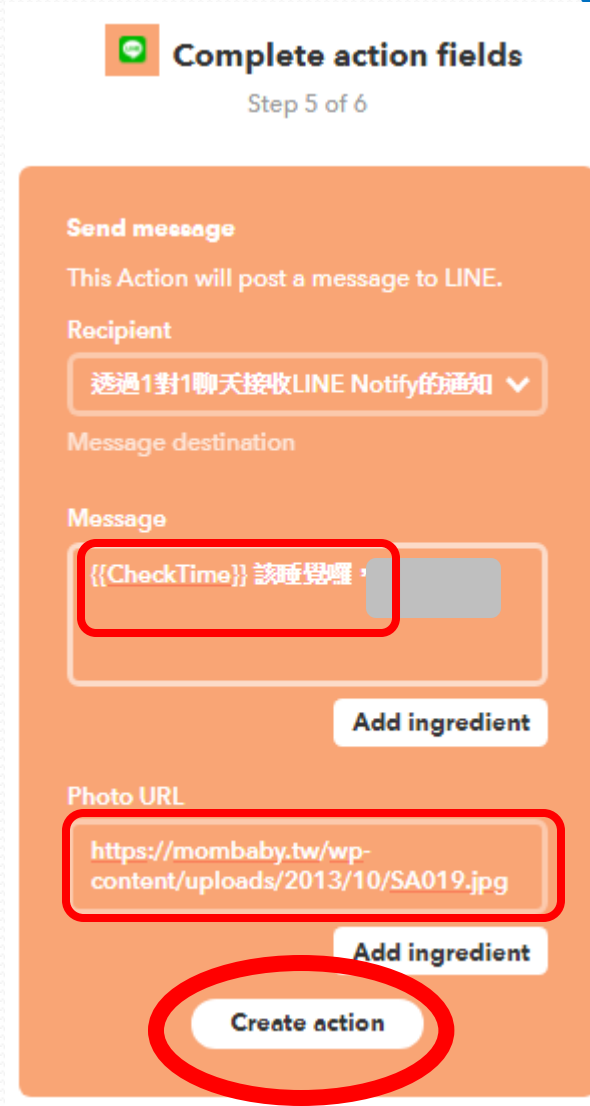 LINE
Complete action fields
Step 5 of 6
Send message
This Action will post a message to LINE.
Recipient
透過1對1聊天接收LINE Notify的通知
Message destination
Message
{{CheckTime}} 該睡覺囉，
Add ingredient
Photo URL
https://mombaby.tw/wp-
content/uploads/2013/10/SA019.jpg
Add ingredient
Create action